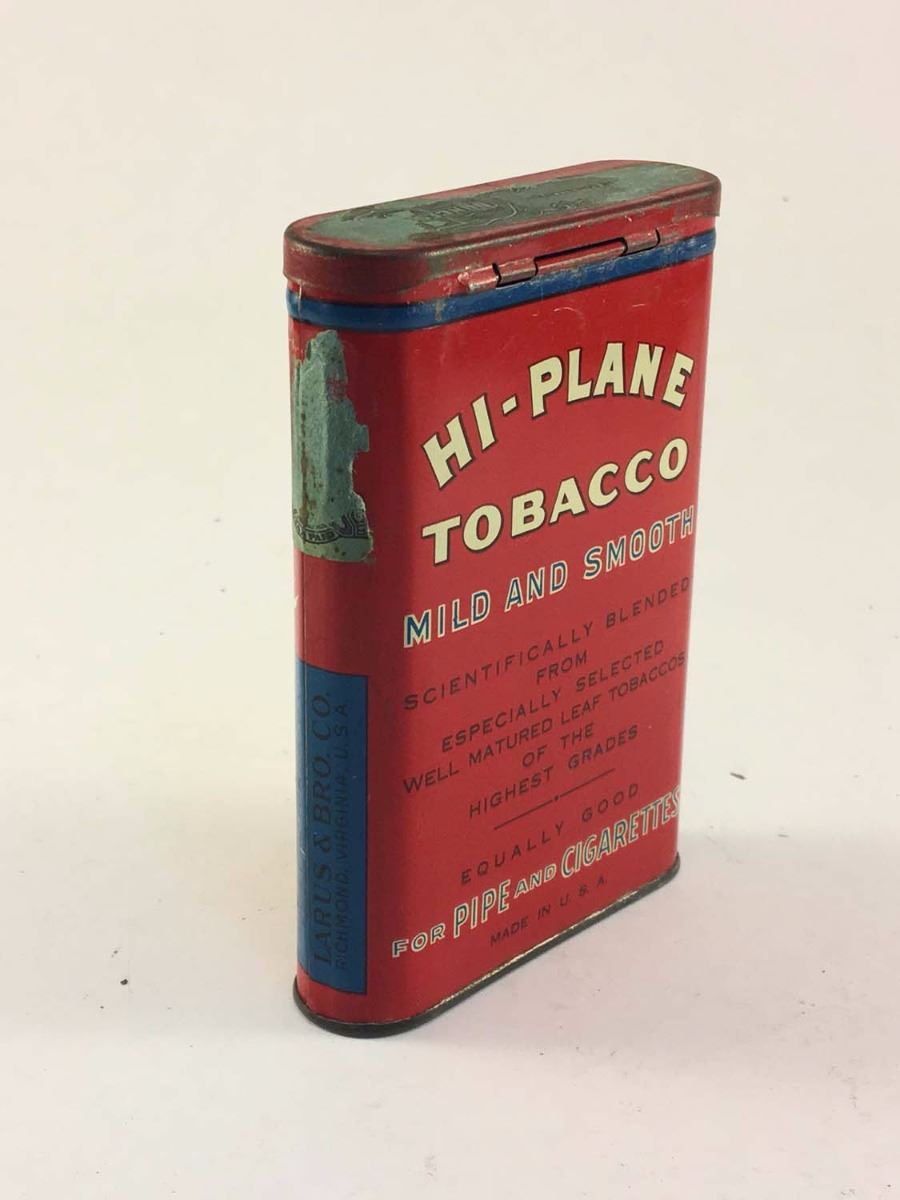 HI-PLANE
TOBACCO
MILD AND SMOOTH
SCIENTIFICALLY BLENDED
FROM
ESPECIALLY SELECTED
WELL MATURED LEAF TOBACCOS
OF THE
HIGHEST GRADES
EQUALLY GOOD
FOR PIPE AND CIGARETTES
MADE IN U. S. A.
LARUS & BRO. CO.
RICHMOND, VIRGINIA, U.S.A.
PAID